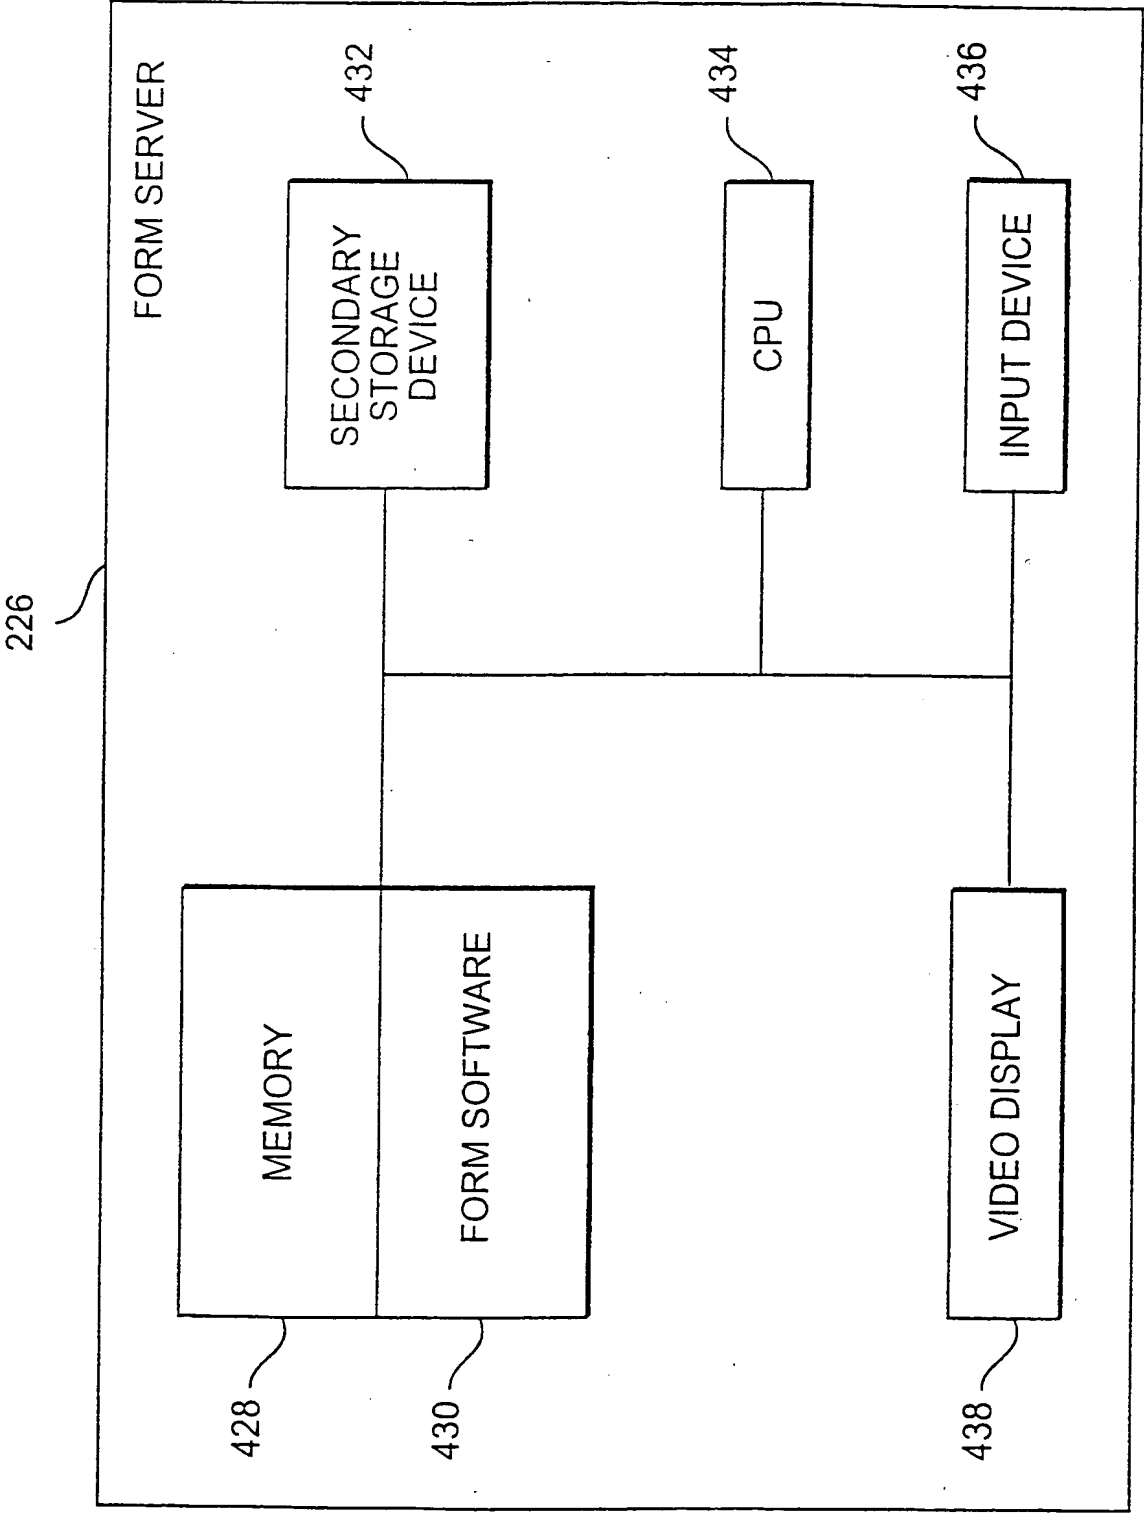 226
FORM SERVER
428
MEMORY
430
FORM SOFTWARE
SECONDARY
STORAGE
DEVICE
432
CPU
434
438
VIDEO DISPLAY
INPUT DEVICE
436